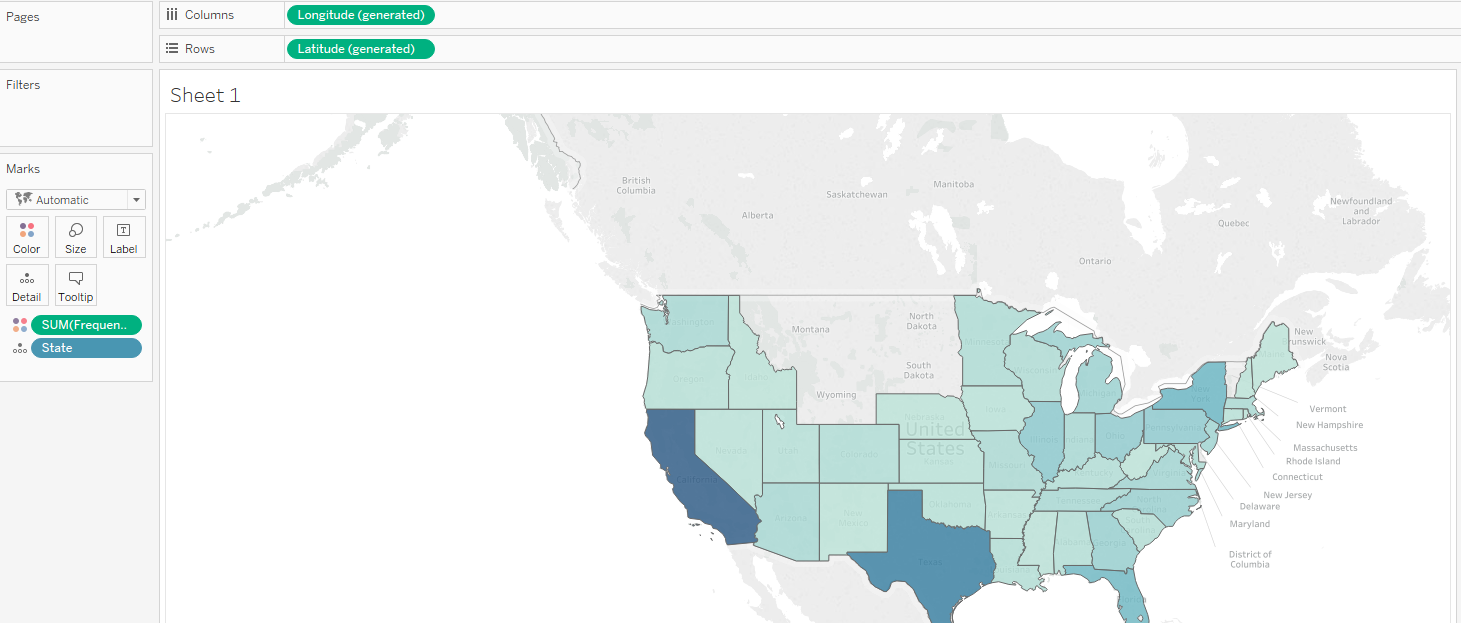 Pages
Columns
Longitude (generated)
Rows
Latitude (generated)
Filters
Sheet 1
Marks
Automatic
Color
Size
Label
Detail
Tooltip
SUM(Frequen..
State
British
Columbia
Alberta
Saskatchewan
Manitoba
Ontario
Quebec
Newfoundland
and
Labrador
New
Brunswick
Nova
Scotia
Washington
Montana
North
Dakota
Minnesota
Oregon
Idaho
South
Dakota
Wisconsin
Michigan
Maine
Wyoming
New
York
Iowa
Nebraska
United
States
Nevada
Utah
Colorado
Kansas
Missouri
Illinois
Indiana
Ohio
Pennsylvania
Kentucky
Virginia
California
Arizona
New
Mexico
Oklahoma
Arkansas
Tennessee
North
Carolina
South
Carolina
Alabama
Georgia
Texas
Florida
Vermont
New Hampshire
Massachusetts
Rhode Island
Connecticut
New Jersey
Delaware
Maryland
District of
Columbia